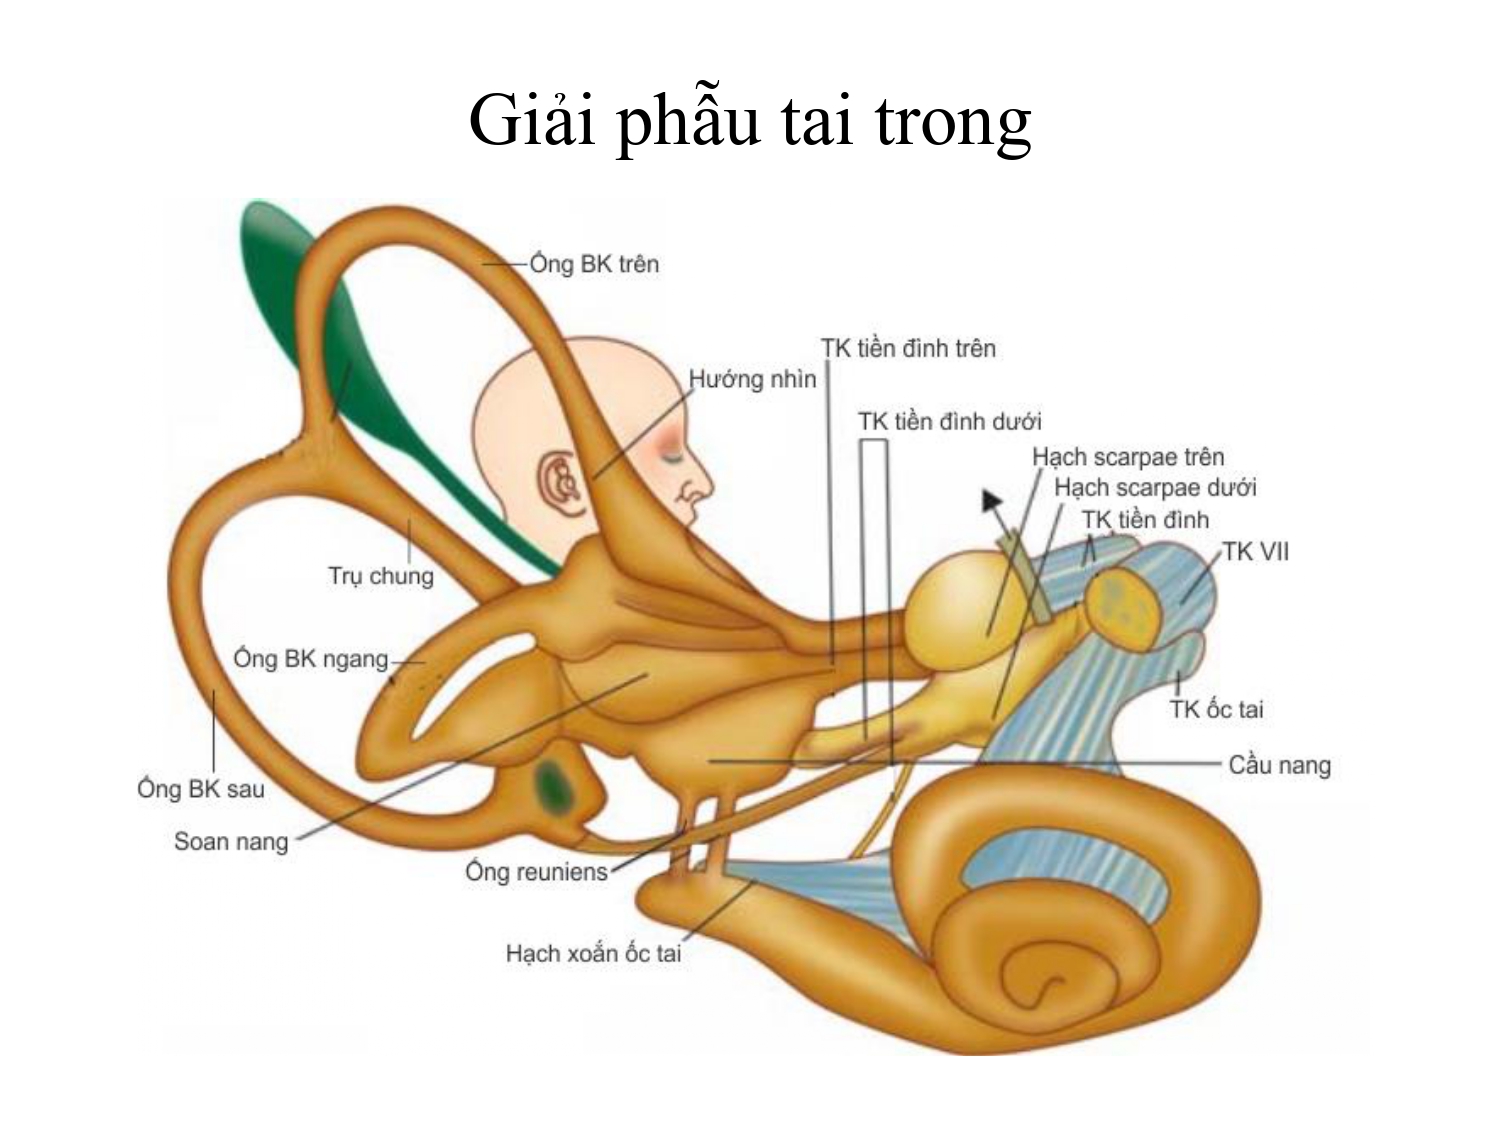 Giải phẫu tai trong
Ống BK trên
TK tiền đình trên
Hướng nhìn
TK tiền đình dưới
Hạch scarpae trên
Hạch scarpae dưới
TK tiền đình
TK VII
Trụ chung
Ống BK ngang
TK ốc tai
Cầu nang
Ống BK sau
Soan nang
Ống reuniens
Hạch xoắn ốc tai